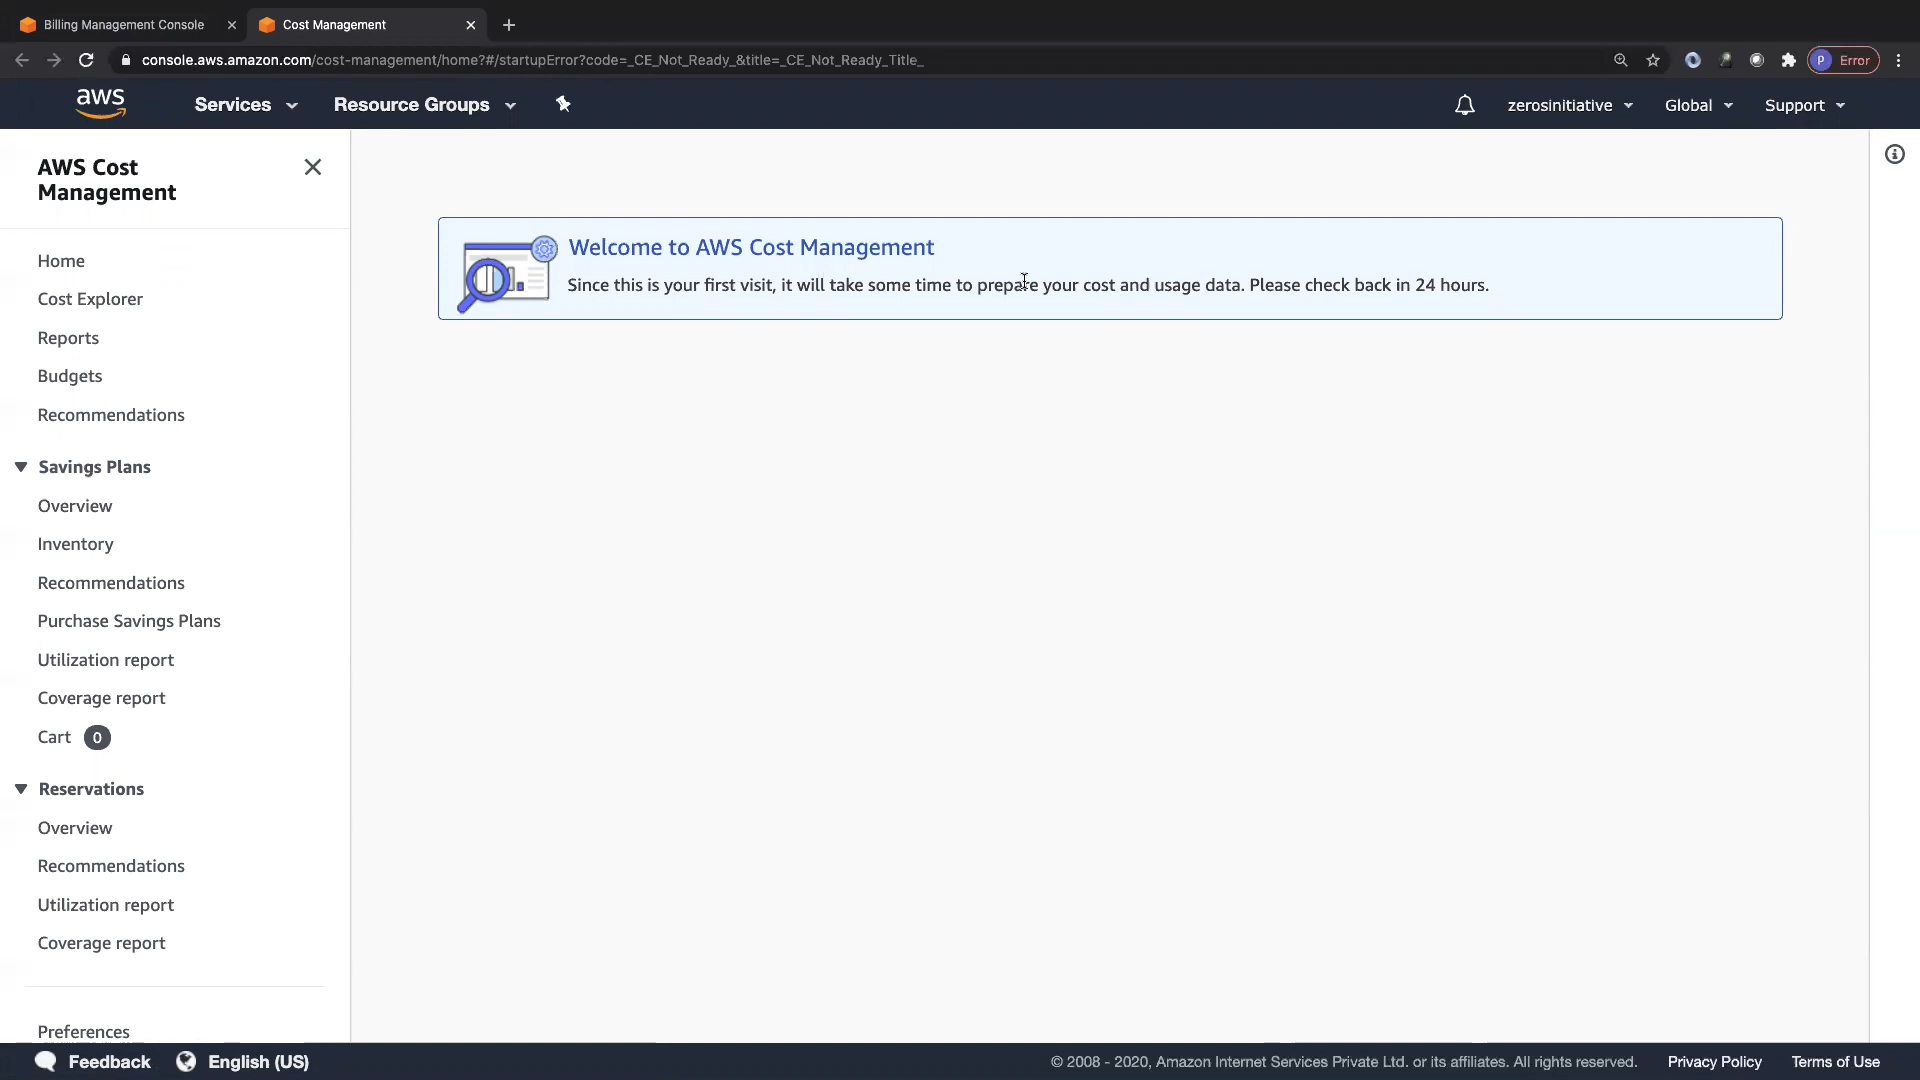 Billing Management Console
Cost Management
console.aws.amazon.com/cost-management/home?#/startupError?code=_CE_Not_Ready_&title=_CE_Not_Ready_Title_
P
Error
aws
Services
Resource Groups
zerosinitiative
Global
Support
AWS Cost
Management
Home
Cost Explorer
Reports
Budgets
Recommendations
Savings Plans
Overview
Inventory
Recommendations
Purchase Savings Plans
Utilization report
Coverage report
Cart 0
Reservations
Overview
Recommendations
Utilization report
Coverage report
Preferences
Welcome to AWS Cost Management
Since this is your first visit, it will take some time to prepare your cost and usage data. Please check back in 24 hours.
Feedback
English (US)
© 2008 - 2020, Amazon Internet Services Private Ltd. or its affiliates. All rights reserved.
Privacy Policy
Terms of Use